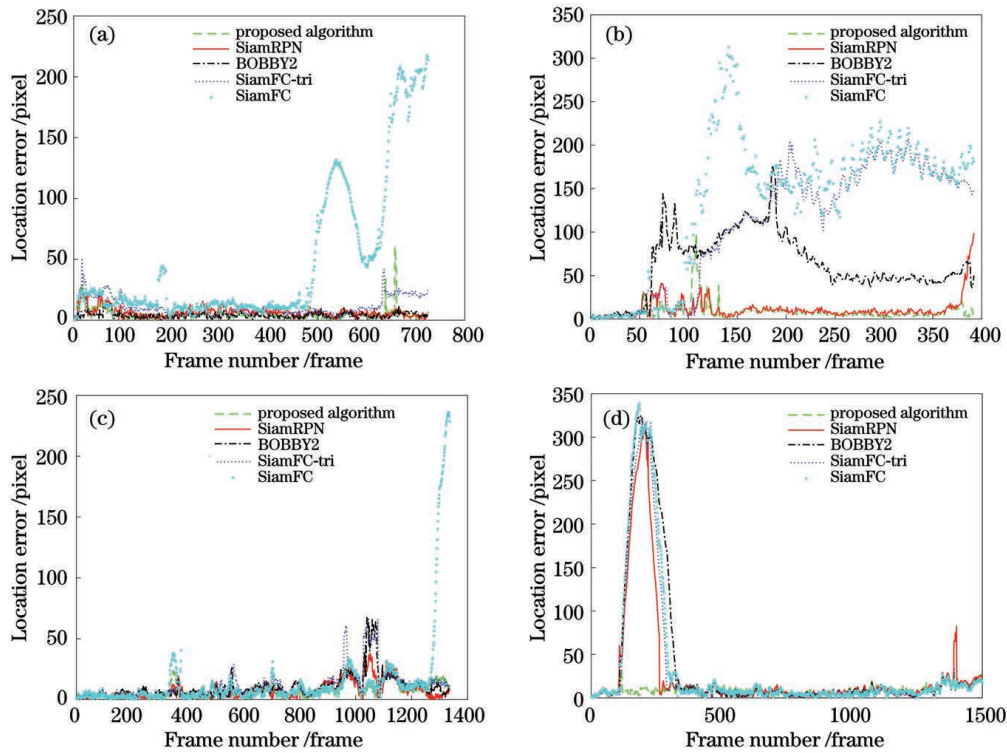 (a)
proposed algorithm
SiamRPN
BOBBY2
SiamFC-tri
SiamFC
Location error /pixel
250
200
150
100
50
0
0 100 200 300 400 500 600 700 800
Frame number /frame
(b)
proposed algorithm
SiamRPN
BOBBY2
SiamFC-tri
SiamFC
Location error /pixel
350
300
250
200
150
100
50
0
0 50 100 150 200 250 300 350 400
Frame number /frame
(c)
proposed algorithm
SiamRPN
BOBBY2
SiamFC-tri
SiamFC
Location error /pixel
250
200
150
100
50
0
0 200 400 600 800 1000 1200 1400
Frame number /frame
(d)
proposed algorithm
SiamRPN
BOBBY2
SiamFC-tri
SiamFC
Location error /pixel
350
300
250
200
150
100
50
0
0 500 1000 1500
Frame number /frame